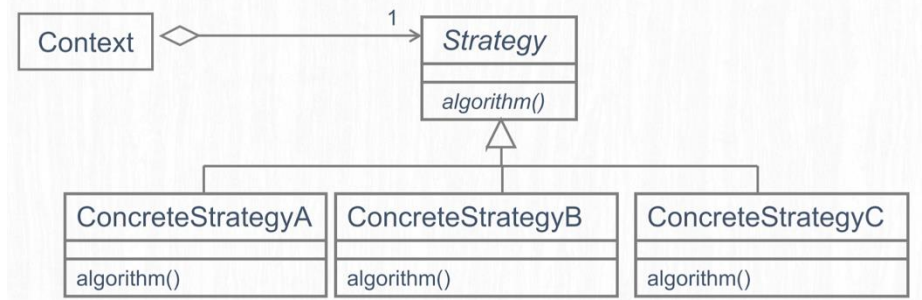 1
Context
Strategy
algorithm()
ConcreteStrategyA
ConcreteStrategyB
ConcreteStrategyC
algorithm()
algorithm()
algorithm()